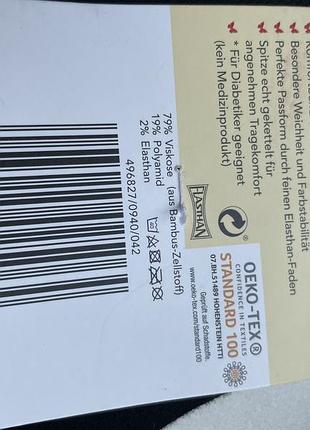 Besondere Weichheit und Farbstabilität
Perfekte Passform durch feinen Elasthan-Faden
Spitze echt gekettelt für
angenehmen Tragekomfort
* Für Diabetiker geeignet
(kein Medizinprodukt)
ELASTHAN
OEKO-TEX®
CONFIDENCE IN TEXTILES
STANDARD 100
07.BH.51489 HOHENSTEIN HTTI
Geprüft auf Schadstoffe.
www.oeko-tex.com/standard100
79% Viskose (aus Bambus-Zellstoff)
19% Polyamid
2% Elasthan
496827/0940/042